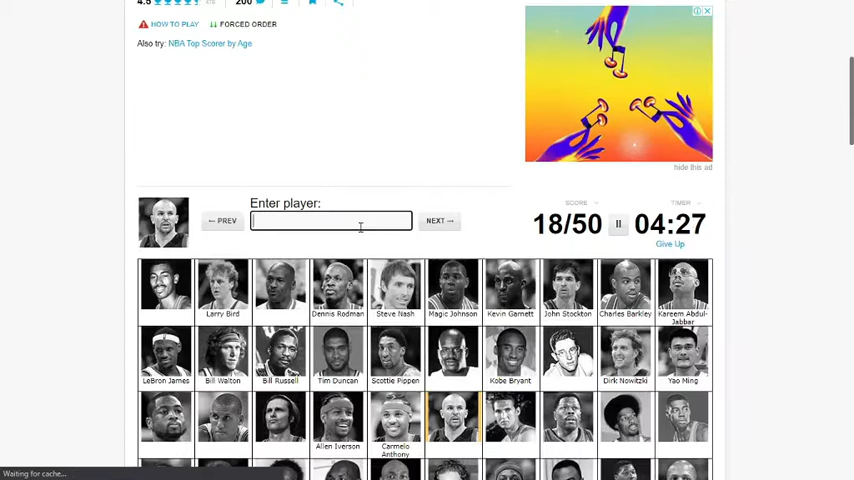 4.5
200
HOW TO PLAY
FORCED ORDER
Also try: NBA Top Scorer by Age
hide this ad
Enter player:
← PREV
NEXT →
SCORE
18/50
TIMER
04:27
Give Up
Larry Bird
Dennis Rodman
Steve Nash
Magic Johnson
Kevin Garnett
John Stockton
Charles Barkley
Kareem Abdul-
Jabbar
LeBron James
Bill Walton
Bill Russell
Tim Duncan
Scottie Pippen
Kobe Bryant
Dirk Nowitzki
Yao Ming
Allen Iverson
Carmelo
Anthony
Waiting for cache...